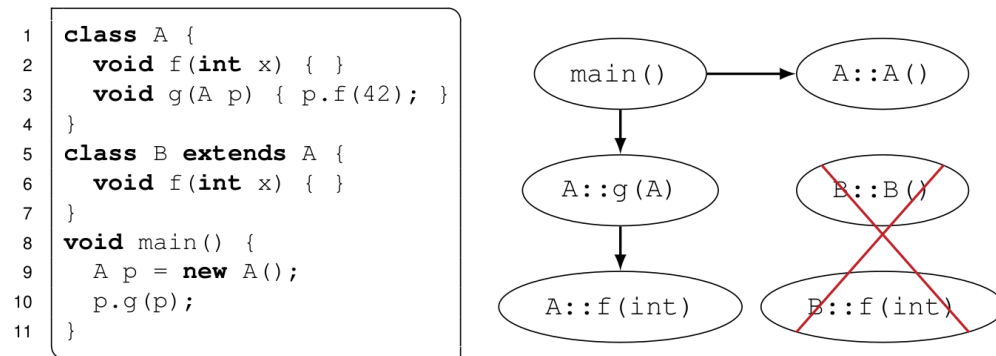 1 class A {
2   void f(int x) { }
3   void g(A p) { p.f(42); }
4 }
5 class B extends A {
6   void f(int x) { }
7 }
8 void main() {
9   A p = new A();
10   p.g(p);
11 }
main() A::A()
A::g(A) B::B()
A::f(int) B::f(int)